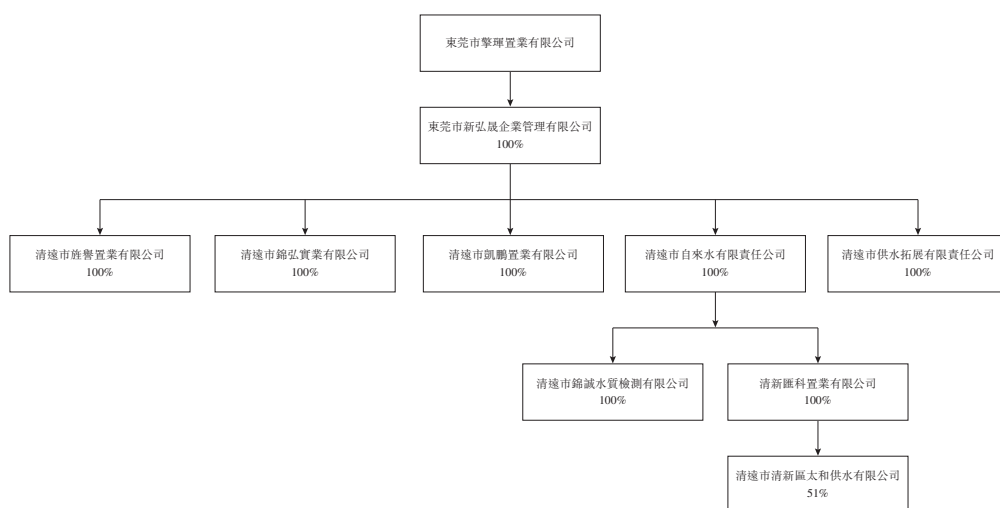 東莞市擎琿置業有限公司
東莞市新弘晟企業管理有限公司
100%
清遠市旌譽置業有限公司
100%
清遠市錦弘實業有限公司
100%
清遠市凱鵬置業有限公司
100%
清遠市自來水有限責任公司
100%
清遠市供水拓展有限責任公司
100%
清遠市錦誠水質檢測有限公司
100%
清新匯科置業有限公司
100%
清遠市清新區太和供水有限公司
51%